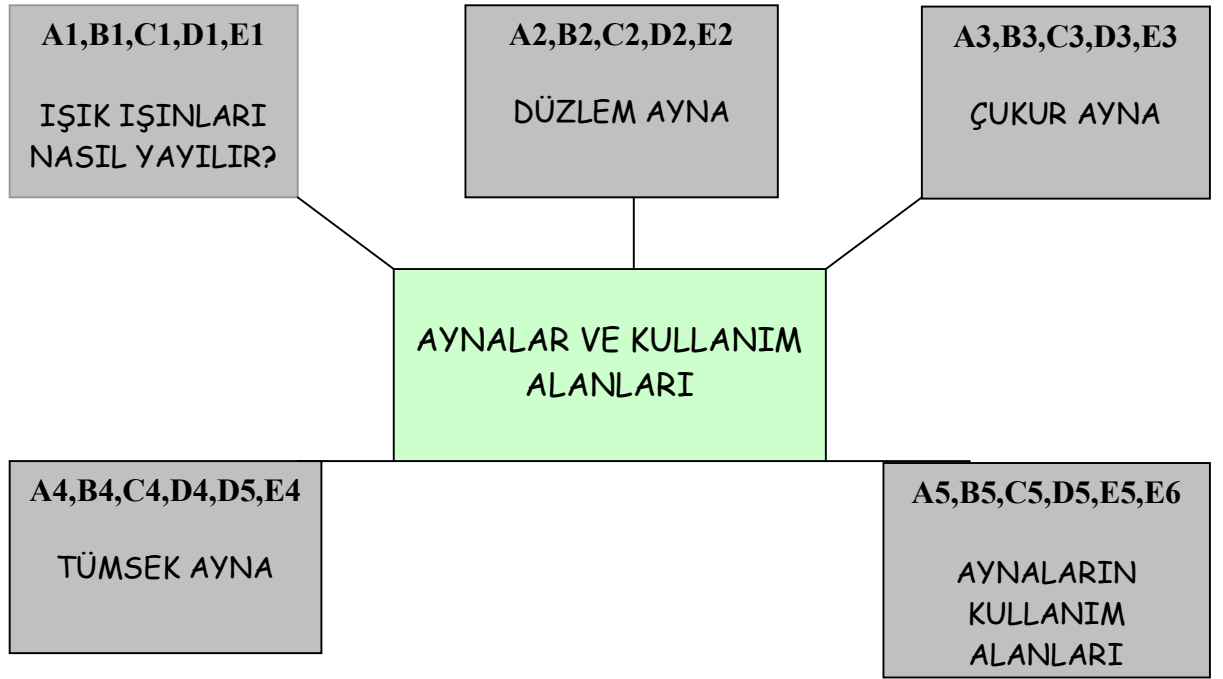 A1,B1,C1,D1,E1
IŞIK IŞINLARI
NASIL YAYILIR?
A2,B2,C2,D2,E2
DÜZLEM AYNA
A3,B3,C3,D3,E3
ÇUKUR AYNA
AYNALAR VE KULLANIM
ALANLARI
A4,B4,C4,D4,D5,E4
TÜMSEK AYNA
A5,B5,C5,D5,E5,E6
AYNALARIN
KULLANIM
ALANLARI